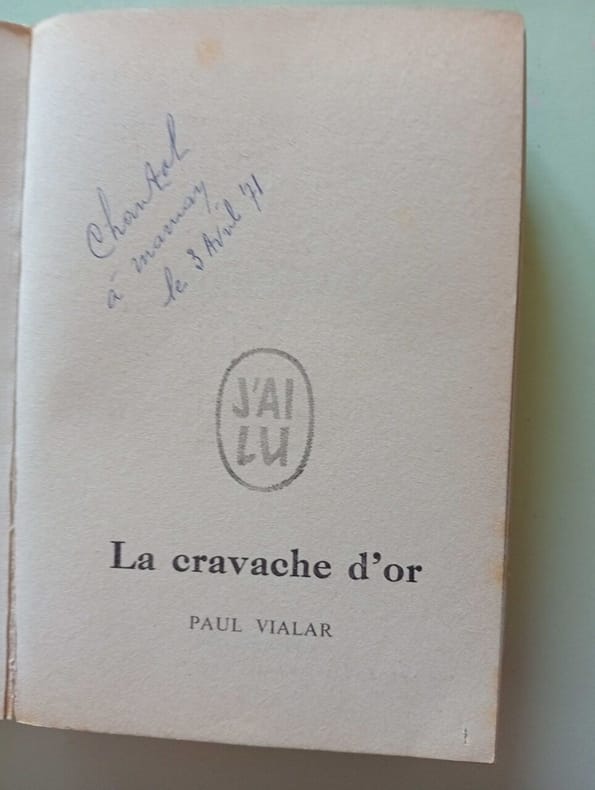 Chantal
à mamay
le 3 Avril '71
J'AI
LU
La cravache d'or
PAUL VIALAR